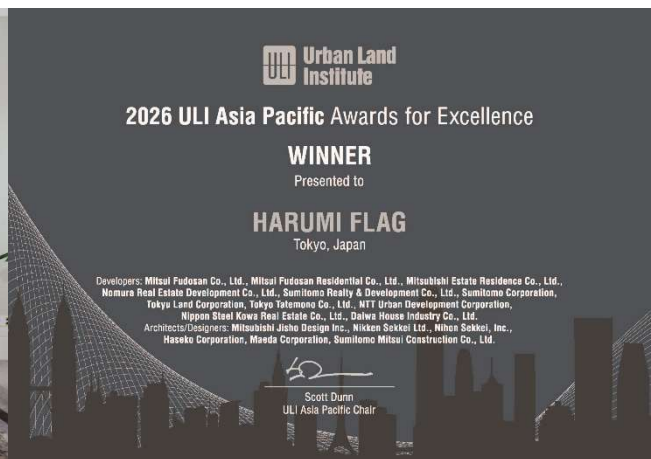 ULI Urban Land
Institute
2026 ULI Asia Pacific Awards for Excellence
WINNER
Presented to
HARUMI FLAG
Tokyo, Japan
Developers: Mitsui Fudosan Co., Ltd., Mitsui Fudosan Residential Co., Ltd., Mitsubishi Estate Residence Co., Ltd.,
Nomura Real Estate Development Co., Ltd., Sumitomo Realty & Development Co., Ltd., Sumitomo Corporation,
Tokyu Land Corporation, Tokyo Tatemono Co., Ltd., NTT Urban Development Corporation,
Nippon Steel Kowa Real Estate Co., Ltd., Daiwa House Industry Co., Ltd.
Architects/Designers: Mitsubishi Jisho Design Inc., Nikken Sekkei Ltd., Nihon Sekkei, Inc.,
Haseko Corporation, Maeda Corporation, Sumitomo Mitsui Construction Co., Ltd.
Scott Dunn
ULI Asia Pacific Chair